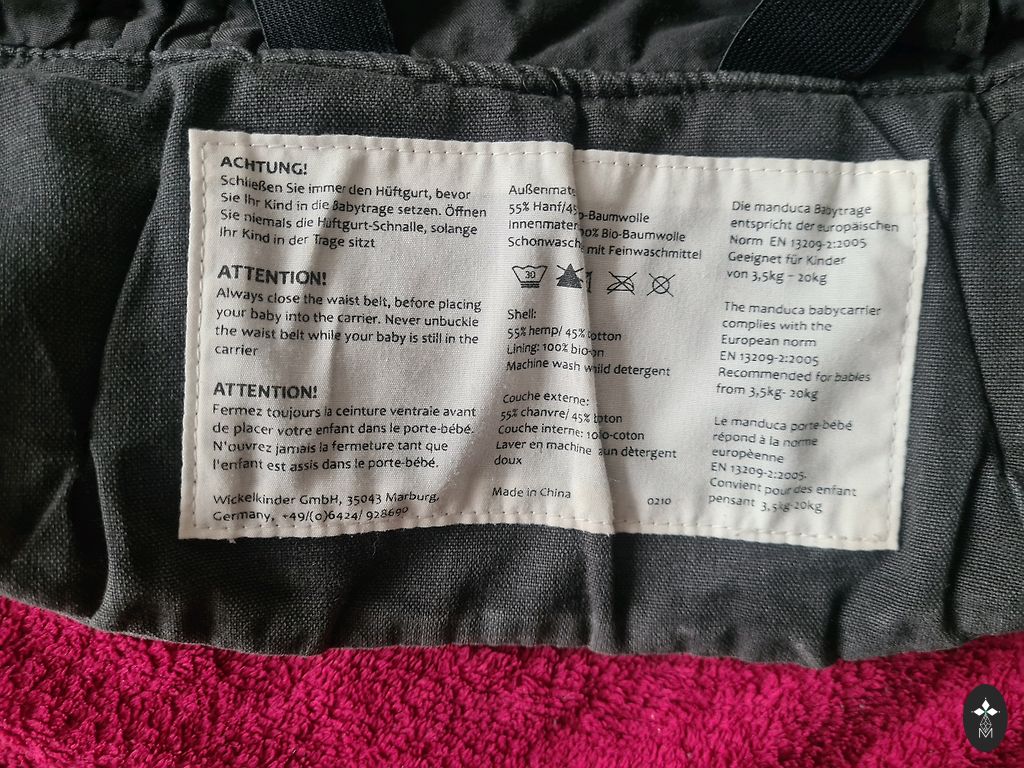 ACHTUNG!
Schließen Sie immer den Hüftgurt, bevor
Sie Ihr Kind in die Babytrage setzen. Öffnen
Sie niemals die Hüftgurt-Schnalle, solange
Ihr Kind in der Trage sitzt
ATTENTION!
Always close the waist belt, before placing
your baby into the carrier. Never unbuckle
the waist belt while your baby is still in the
carrier
ATTENTION!
Fermez toujours la ceinture ventrale avant
de placer votre enfant dans le porte-bébé.
N'ouvrez jamais la fermeture tant que
l'enfant est assis dans le porte-bébé.
Wickelkinder GmbH, 35043 Marburg,
Germany, +49/(0)6424/ 928690
55% Hanf/45 -Baumwolle
Bio-Baumwolle
mit Feinwaschmittel
30
Shell:
55% hemp/ 45%
Lining: 100%
Machine wash detergent
Couche externe:
55% chanvre/ 45% coton
Couche interne:
Laver en machine un dètergent
doux
Made in China
0210
Die manduca Babytrage
entspricht der europäischen
Norm EN 13209-2:2005
Geeignet für Kinder
von 3,5kg - 20kg
The manduca babycarrier
complies with the
European norm
EN 13209-2:2005
Recommended for babies
from 3,5kg- 20kg
Le manduca porte-bébé
répond à la norme
europèenne
EN 13209-2:2005.
Convient pour des enfant
pensant 3,5kg-20kg
M